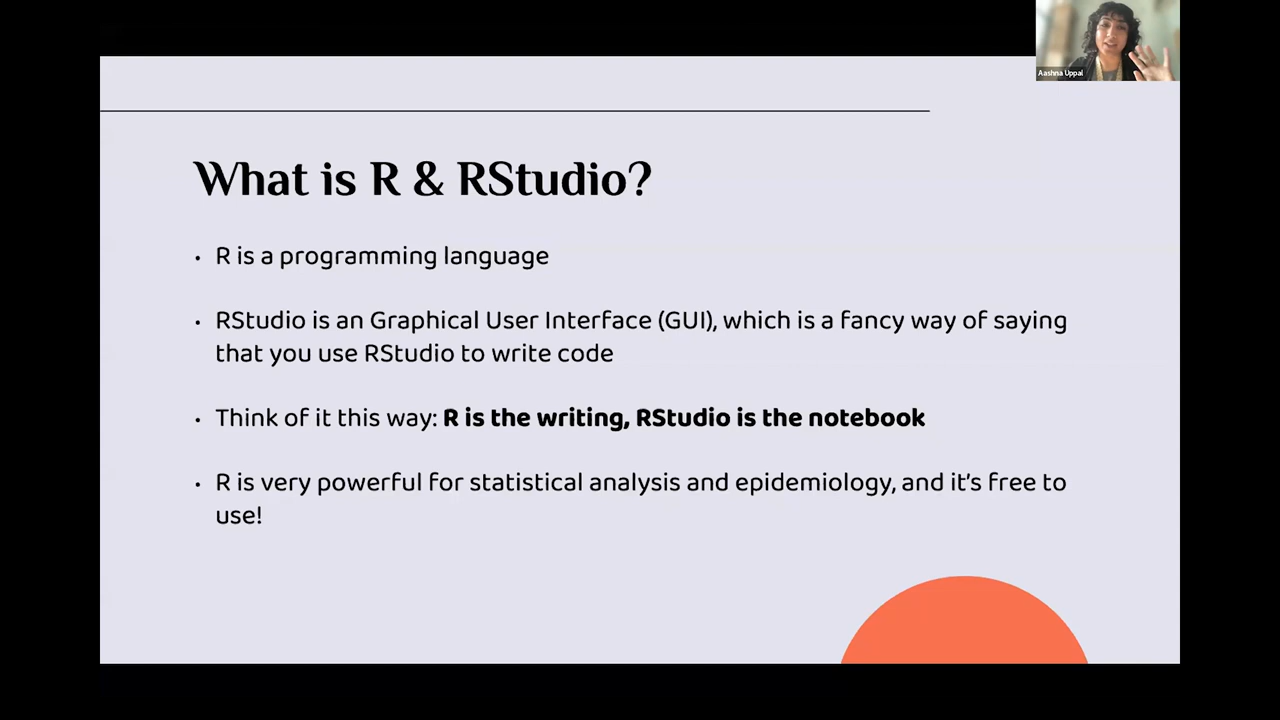 Aashna Uppal
What is R & RStudio?
• R is a programming language
• RStudio is an Graphical User Interface (GUI), which is a fancy way of saying
that you use RStudio to write code
• Think of it this way: R is the writing, RStudio is the notebook
• R is very powerful for statistical analysis and epidemiology, and it's free to
use!